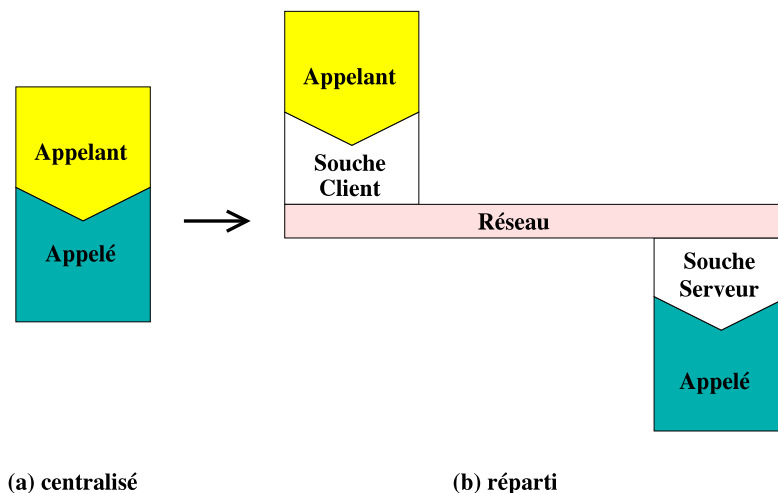 Appelant
Appelé
Appelant
Souche
Client
Réseau
Souche
Serveur
Appelé
(a) centralisé
(b) réparti